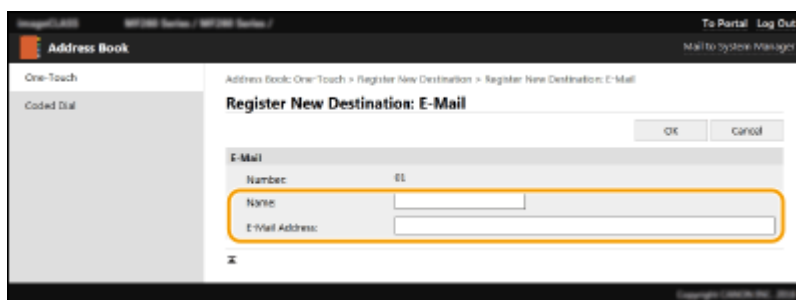 To Portal Log Out
Address Book
Mail to System Manager
One-Touch
Coded Dial
Address Book: One-Touch > Register New Destination > Register New Destination: E-Mail
Register New Destination: E-Mail
OK Cancel
E-Mail
Number: 01
Name:
E-Mail Address: